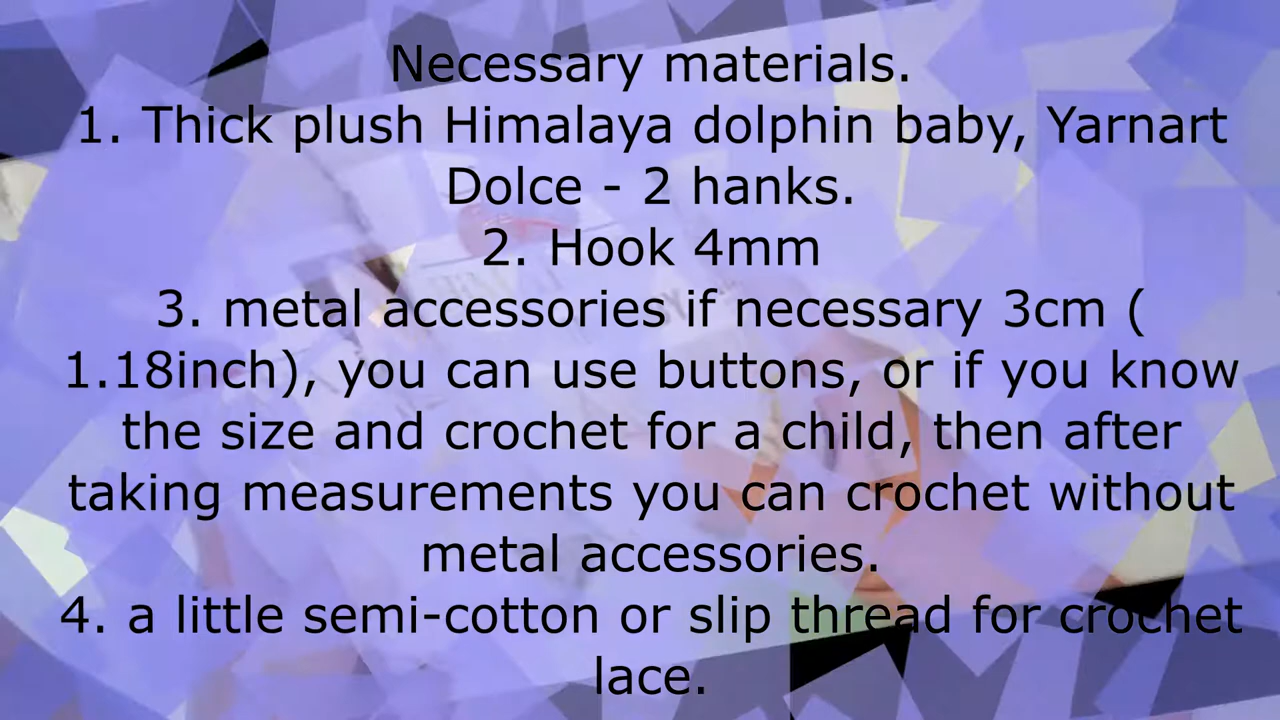 Necessary materials.
1. Thick plush Himalaya dolphin baby, Yarnart
Dolce - 2 hanks.
2. Hook 4mm
3. metal accessories if necessary 3cm (
1.18inch), you can use buttons, or if you know
the size and crochet for a child, then after
taking measurements you can crochet without
metal accessories.
4. a little semi-cotton or slip thread for crochet
lace.